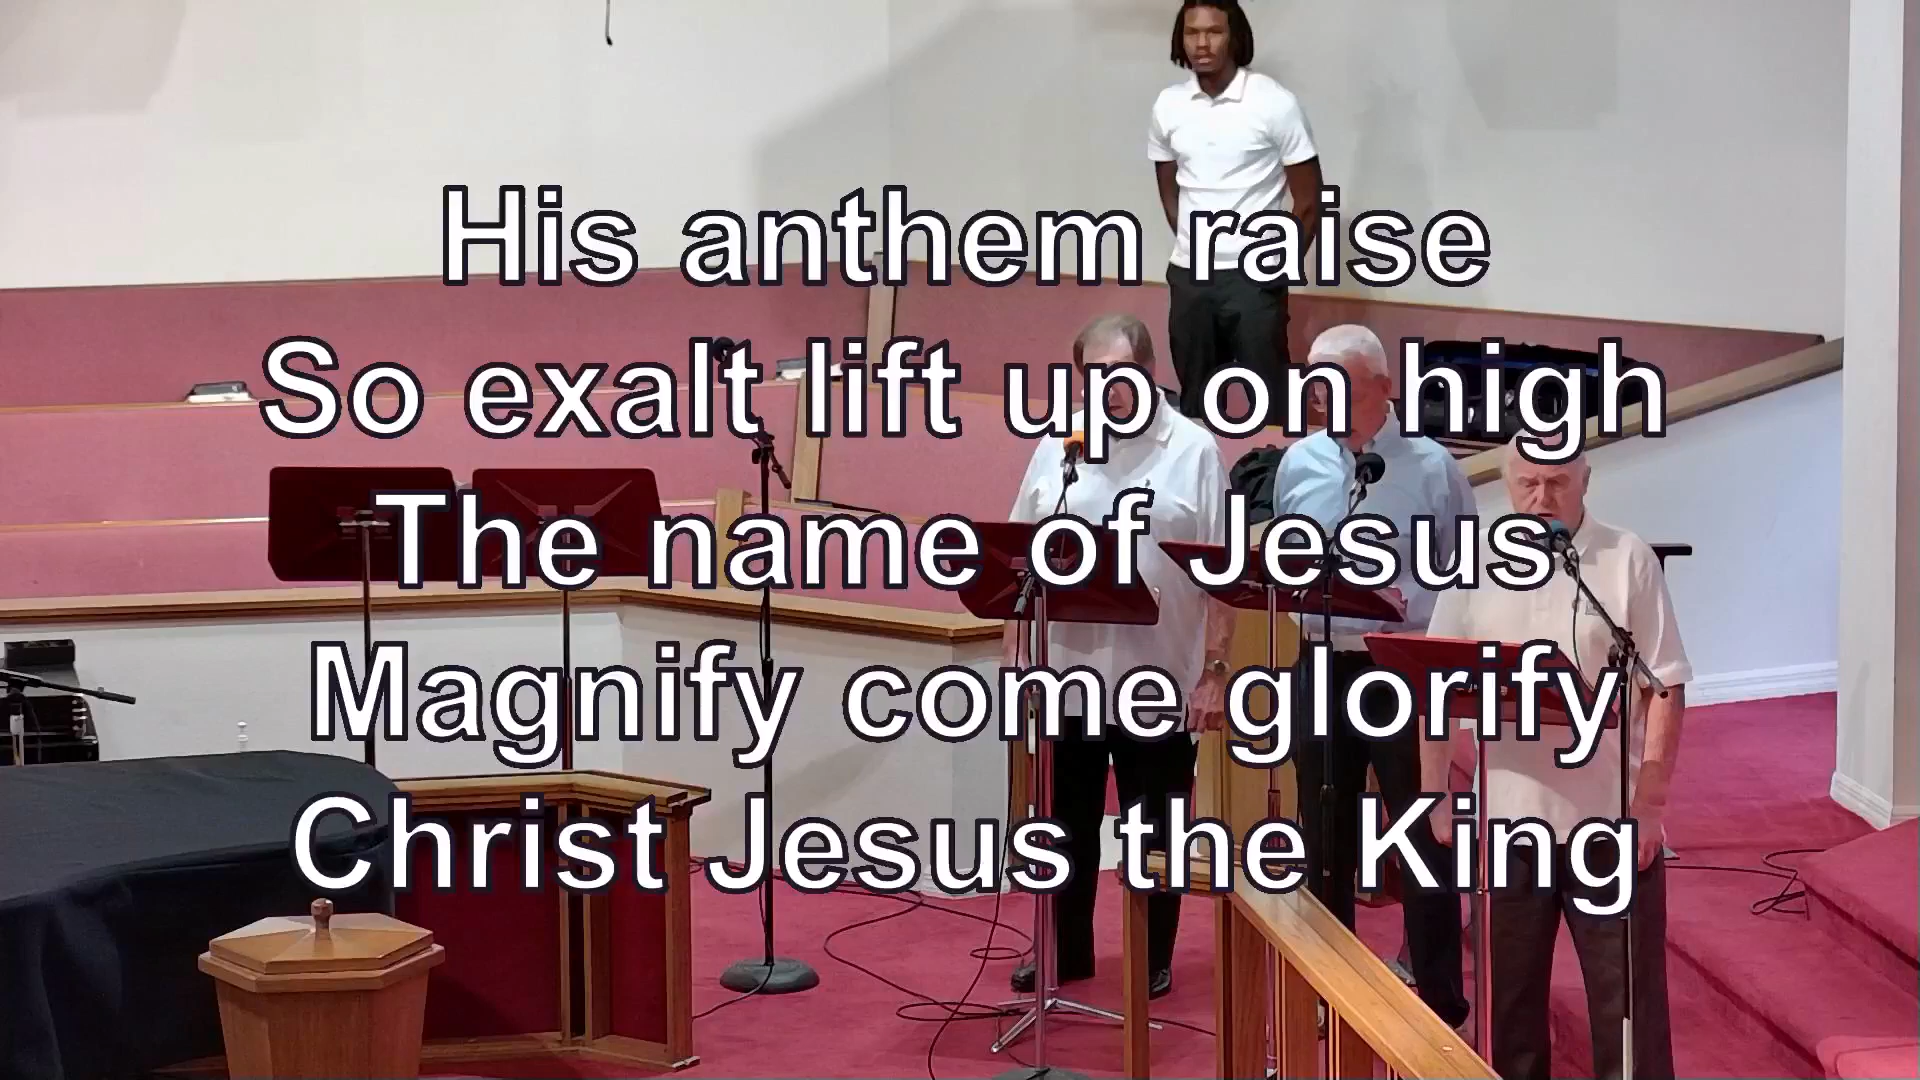 His anthem raise
So exalt lift up on high
The name of Jesus
Magnify come glorify
Christ Jesus the King